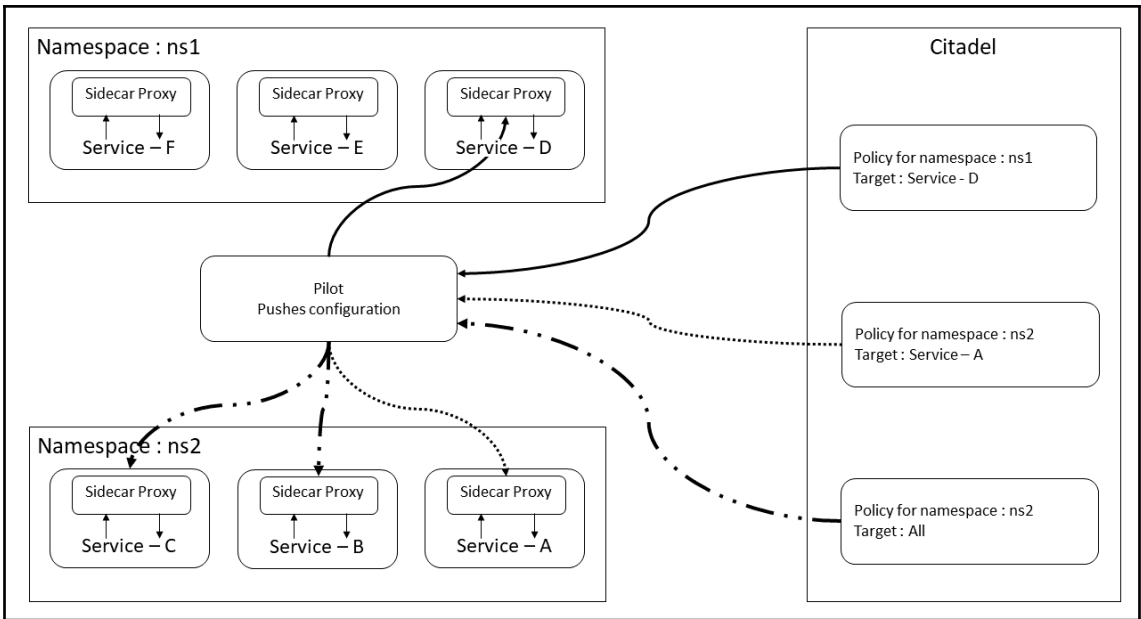 Namespace : ns1
Sidecar Proxy
Service – F
Sidecar Proxy
Service – E
Sidecar Proxy
Service – D
Citadel
Policy for namespace : ns1
Target : Service - D
Pilot
Pushes configuration
Policy for namespace : ns2
Target : Service – A
Namespace : ns2
Sidecar Proxy
Service – C
Sidecar Proxy
Service – B
Sidecar Proxy
Service – A
Policy for namespace : ns2
Target : All